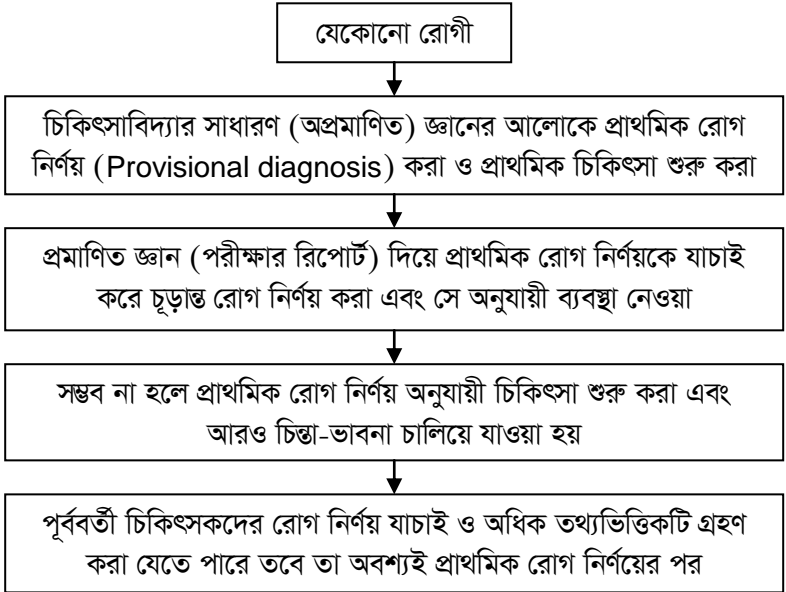 যেকোনো রোগী
চিকিৎসাবিদ্যার সাধারণ (অপ্রমাণিত) জ্ঞানের আলোকে প্রাথমিক রোগ
নির্ণয় (Provisional diagnosis) করা ও প্রাথমিক চিকিৎসা শুরু করা
প্রমাণিত জ্ঞান (পরীক্ষার রিপোর্ট) দিয়ে প্রাথমিক রোগ নির্ণয়কে যাচাই
করে চূড়ান্ত রোগ নির্ণয় করা এবং সে অনুযায়ী ব্যবস্থা নেওয়া
সম্ভব না হলে প্রাথমিক রোগ নির্ণয় অনুযায়ী চিকিৎসা শুরু করা এবং
আরও চিন্তা-ভাবনা চালিয়ে যাওয়া হয়
পূর্ববর্তী চিকিৎসকদের রোগ নির্ণয় যাচাই ও অধিক তথ্যভিত্তিকটি গ্রহণ
করা যেতে পারে তবে তা অবশ্যই প্রাথমিক রোগ নির্ণয়ের পর